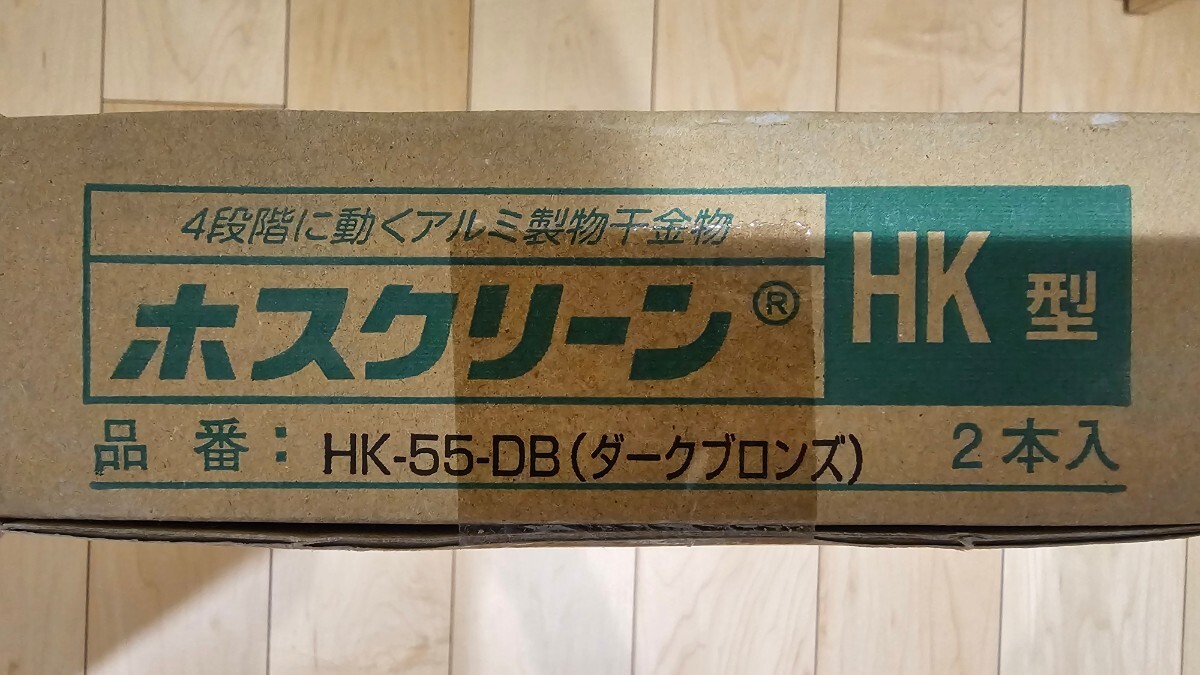 4段階に動くアルミ製物干金物
ホスクリーン® HK型
品番：HK-55-DB（ダークブロンズ） 2本入